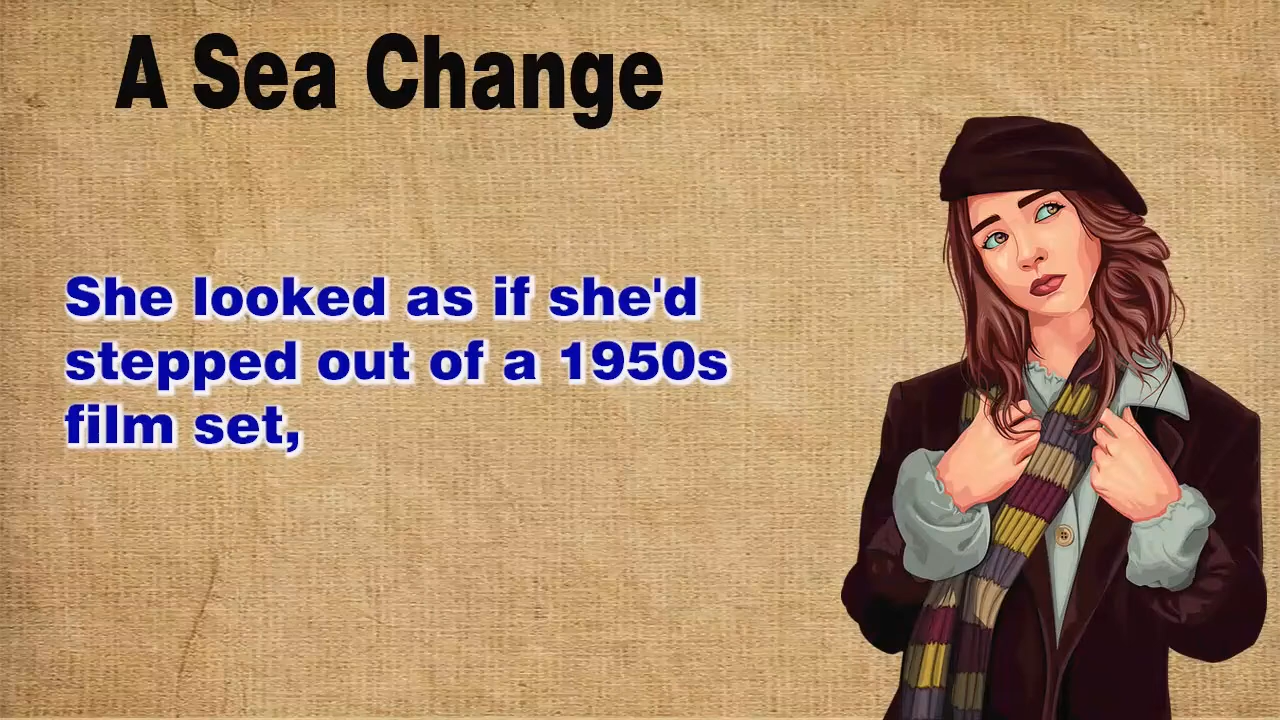 A Sea Change
She looked as if she'd
stepped out of a 1950s
film set,